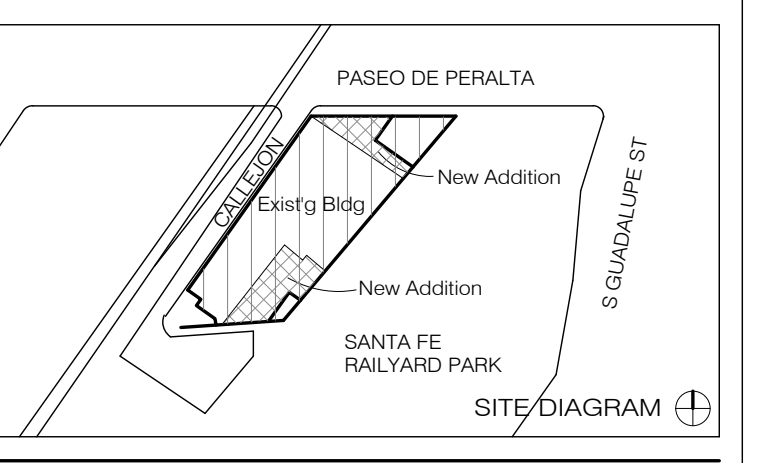 PASEO DE PERALTA
CALLEJON
New Addition
S GUADALUPE ST
Exist'g Bldg
New Addition
SANTA FE
RAILYARD PARK
SITE DIAGRAM